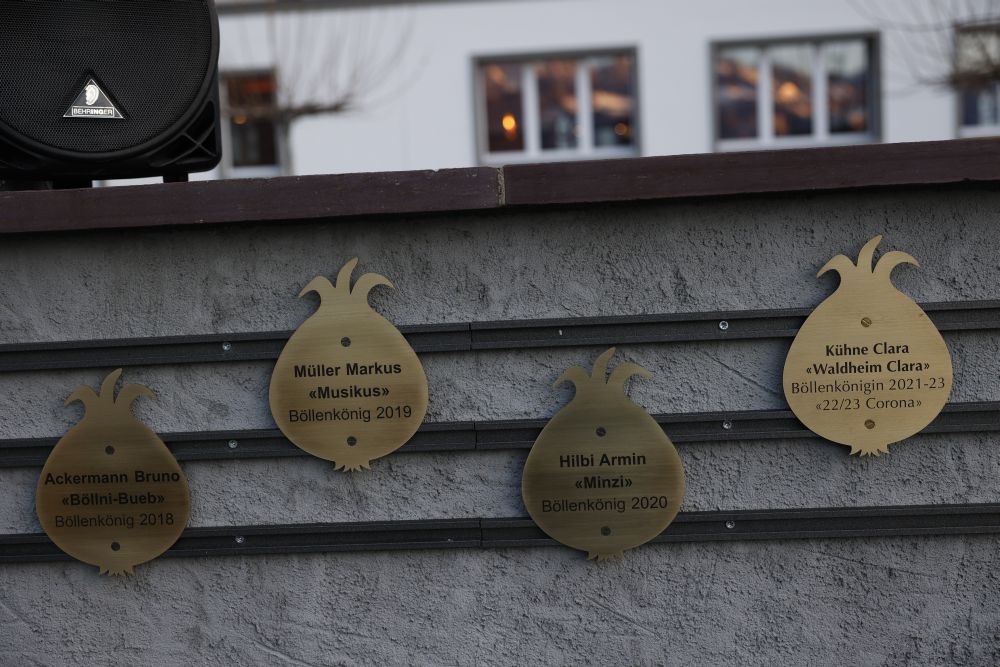 BEHRINGER
Ackermann Bruno
«Böllni-Bueb»
Böllenkönig 2018
Müller Markus
«Musikus»
Böllenkönig 2019
Hilbi Armin
«Minzi»
Böllenkönig 2020
Kühne Clara
«Waldheim Clara»
Böllenkönigin 2021-23
«22/23 Corona»